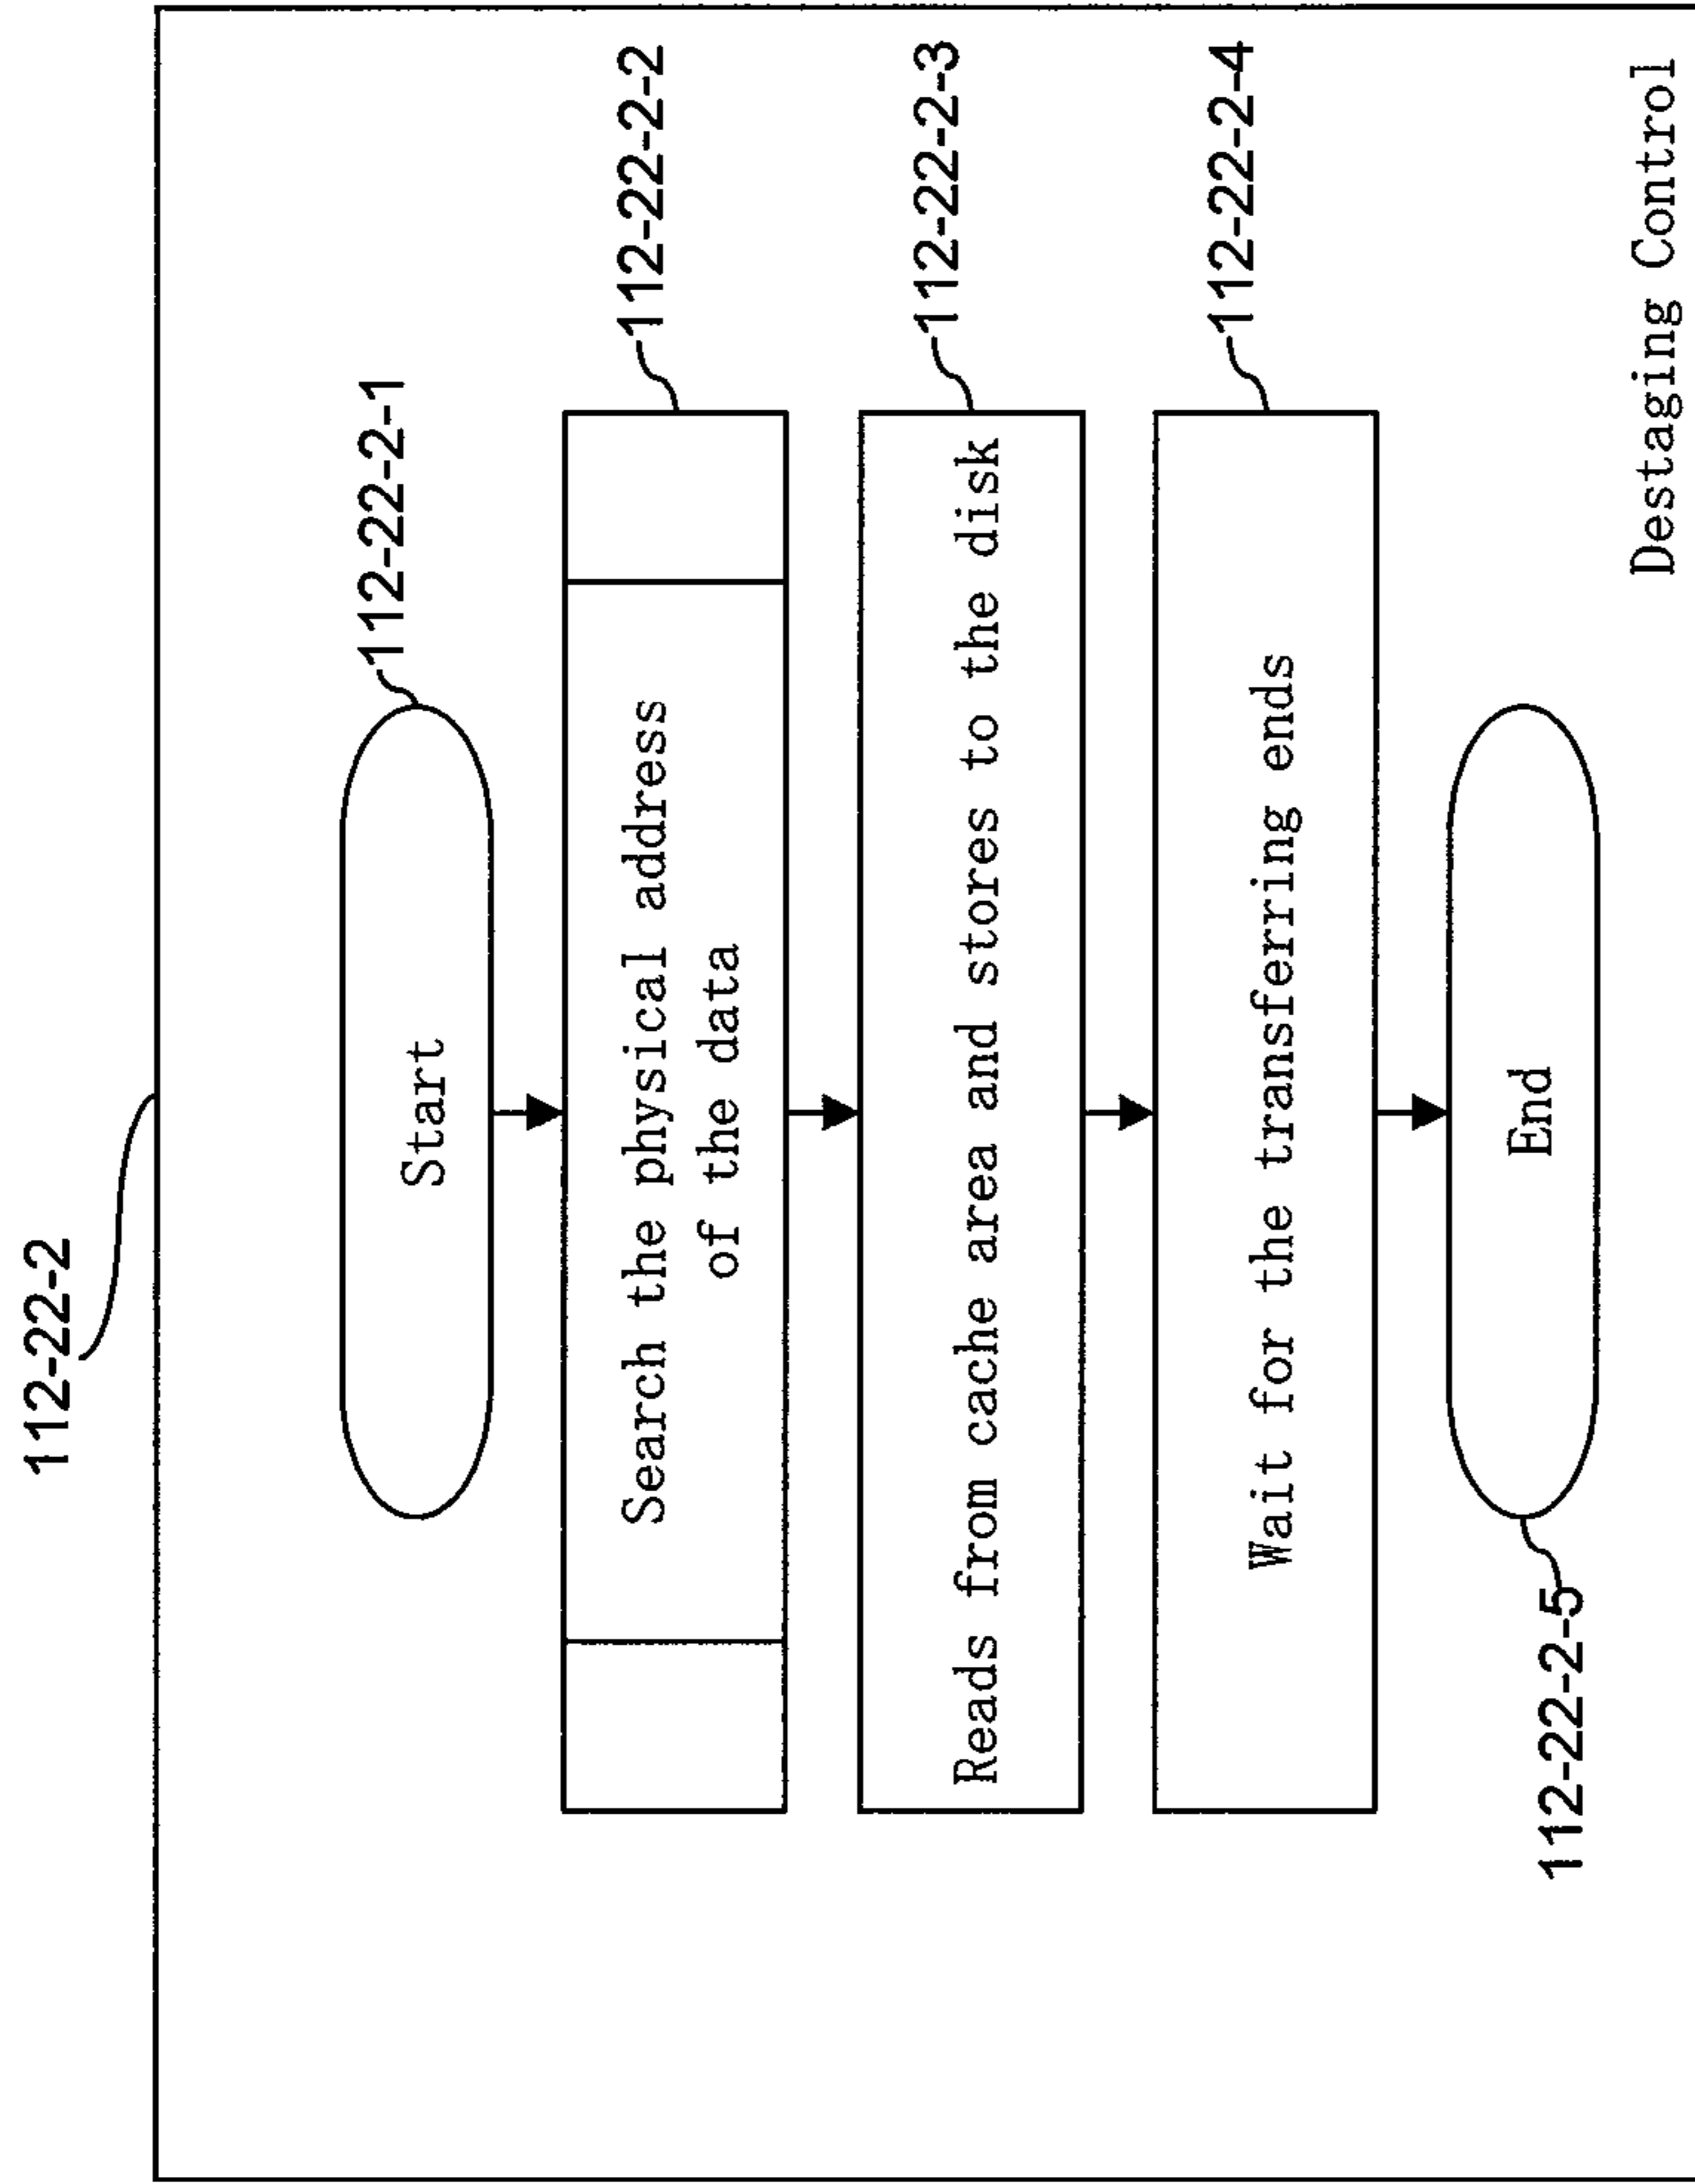 112-22-2
Start
112-22-2-1
Search the physical address
of the data
112-22-2-2
Reads from cache area and stores to the disk
112-22-2-3
Wait for the transferring ends
112-22-2-4
End
112-22-2-5
Destaging Control